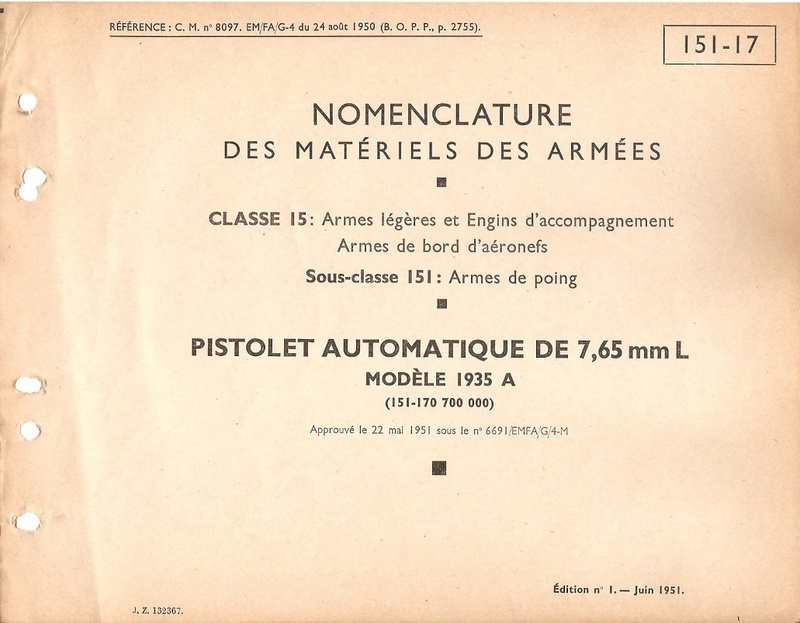 RÉFÉRENCE : C. M. n° 8097. EM/FA/G-4 du 24 août 1950 (B. O. P. P., p. 2755).
151-17
NOMENCLATURE
DES MATÉRIELS DES ARMÉES
CLASSE 15 : Armes légères et Engins d'accompagnement
Armes de bord d'aéronefs
Sous-classe 151 : Armes de poing
PISTOLET AUTOMATIQUE DE 7,65 mm L
MODÈLE 1935 A
(151-170 700 000)
Approuvé le 22 mai 1951 sous le n° 6691/EMFA/G/4-M
Édition n° 1. — Juin 1951.
J. Z. 132367.
1